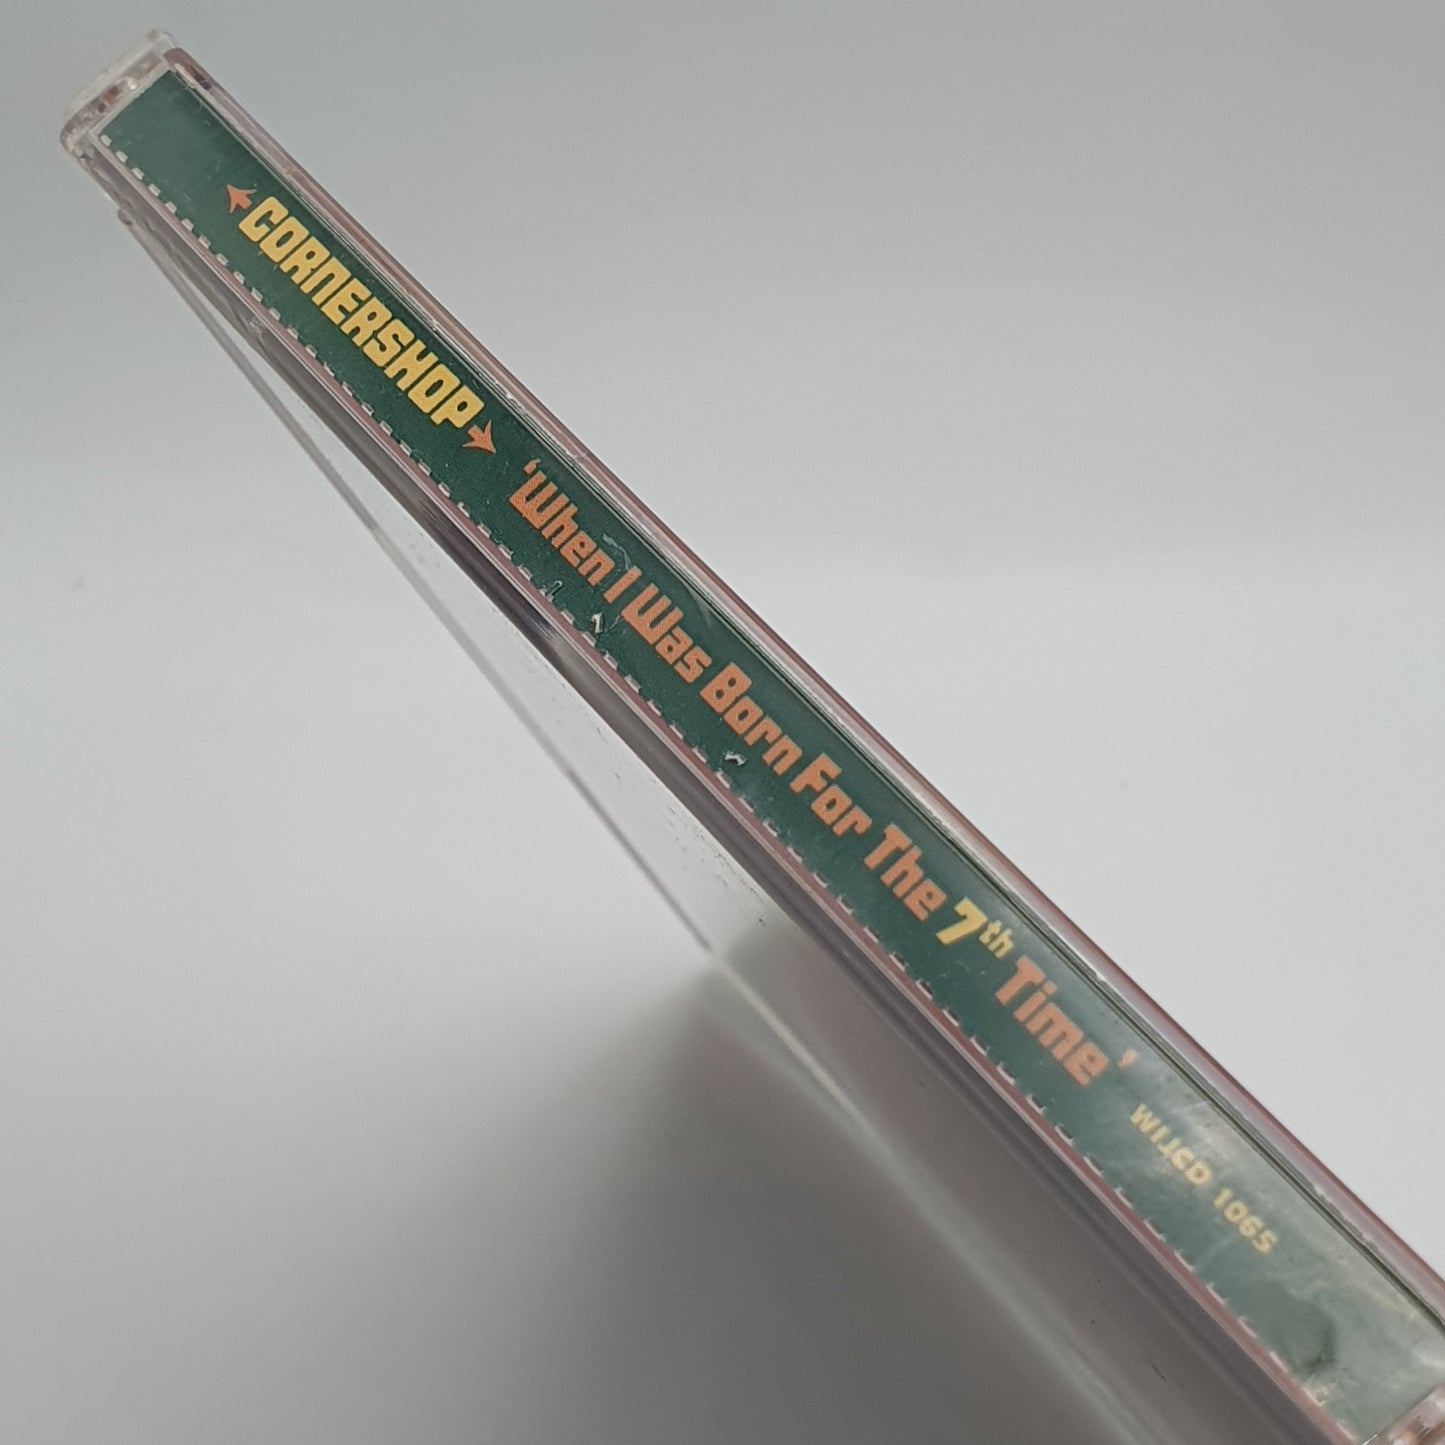 CORNERSHOP 'When I Was Born For The 7th Time' WIJCD 1065